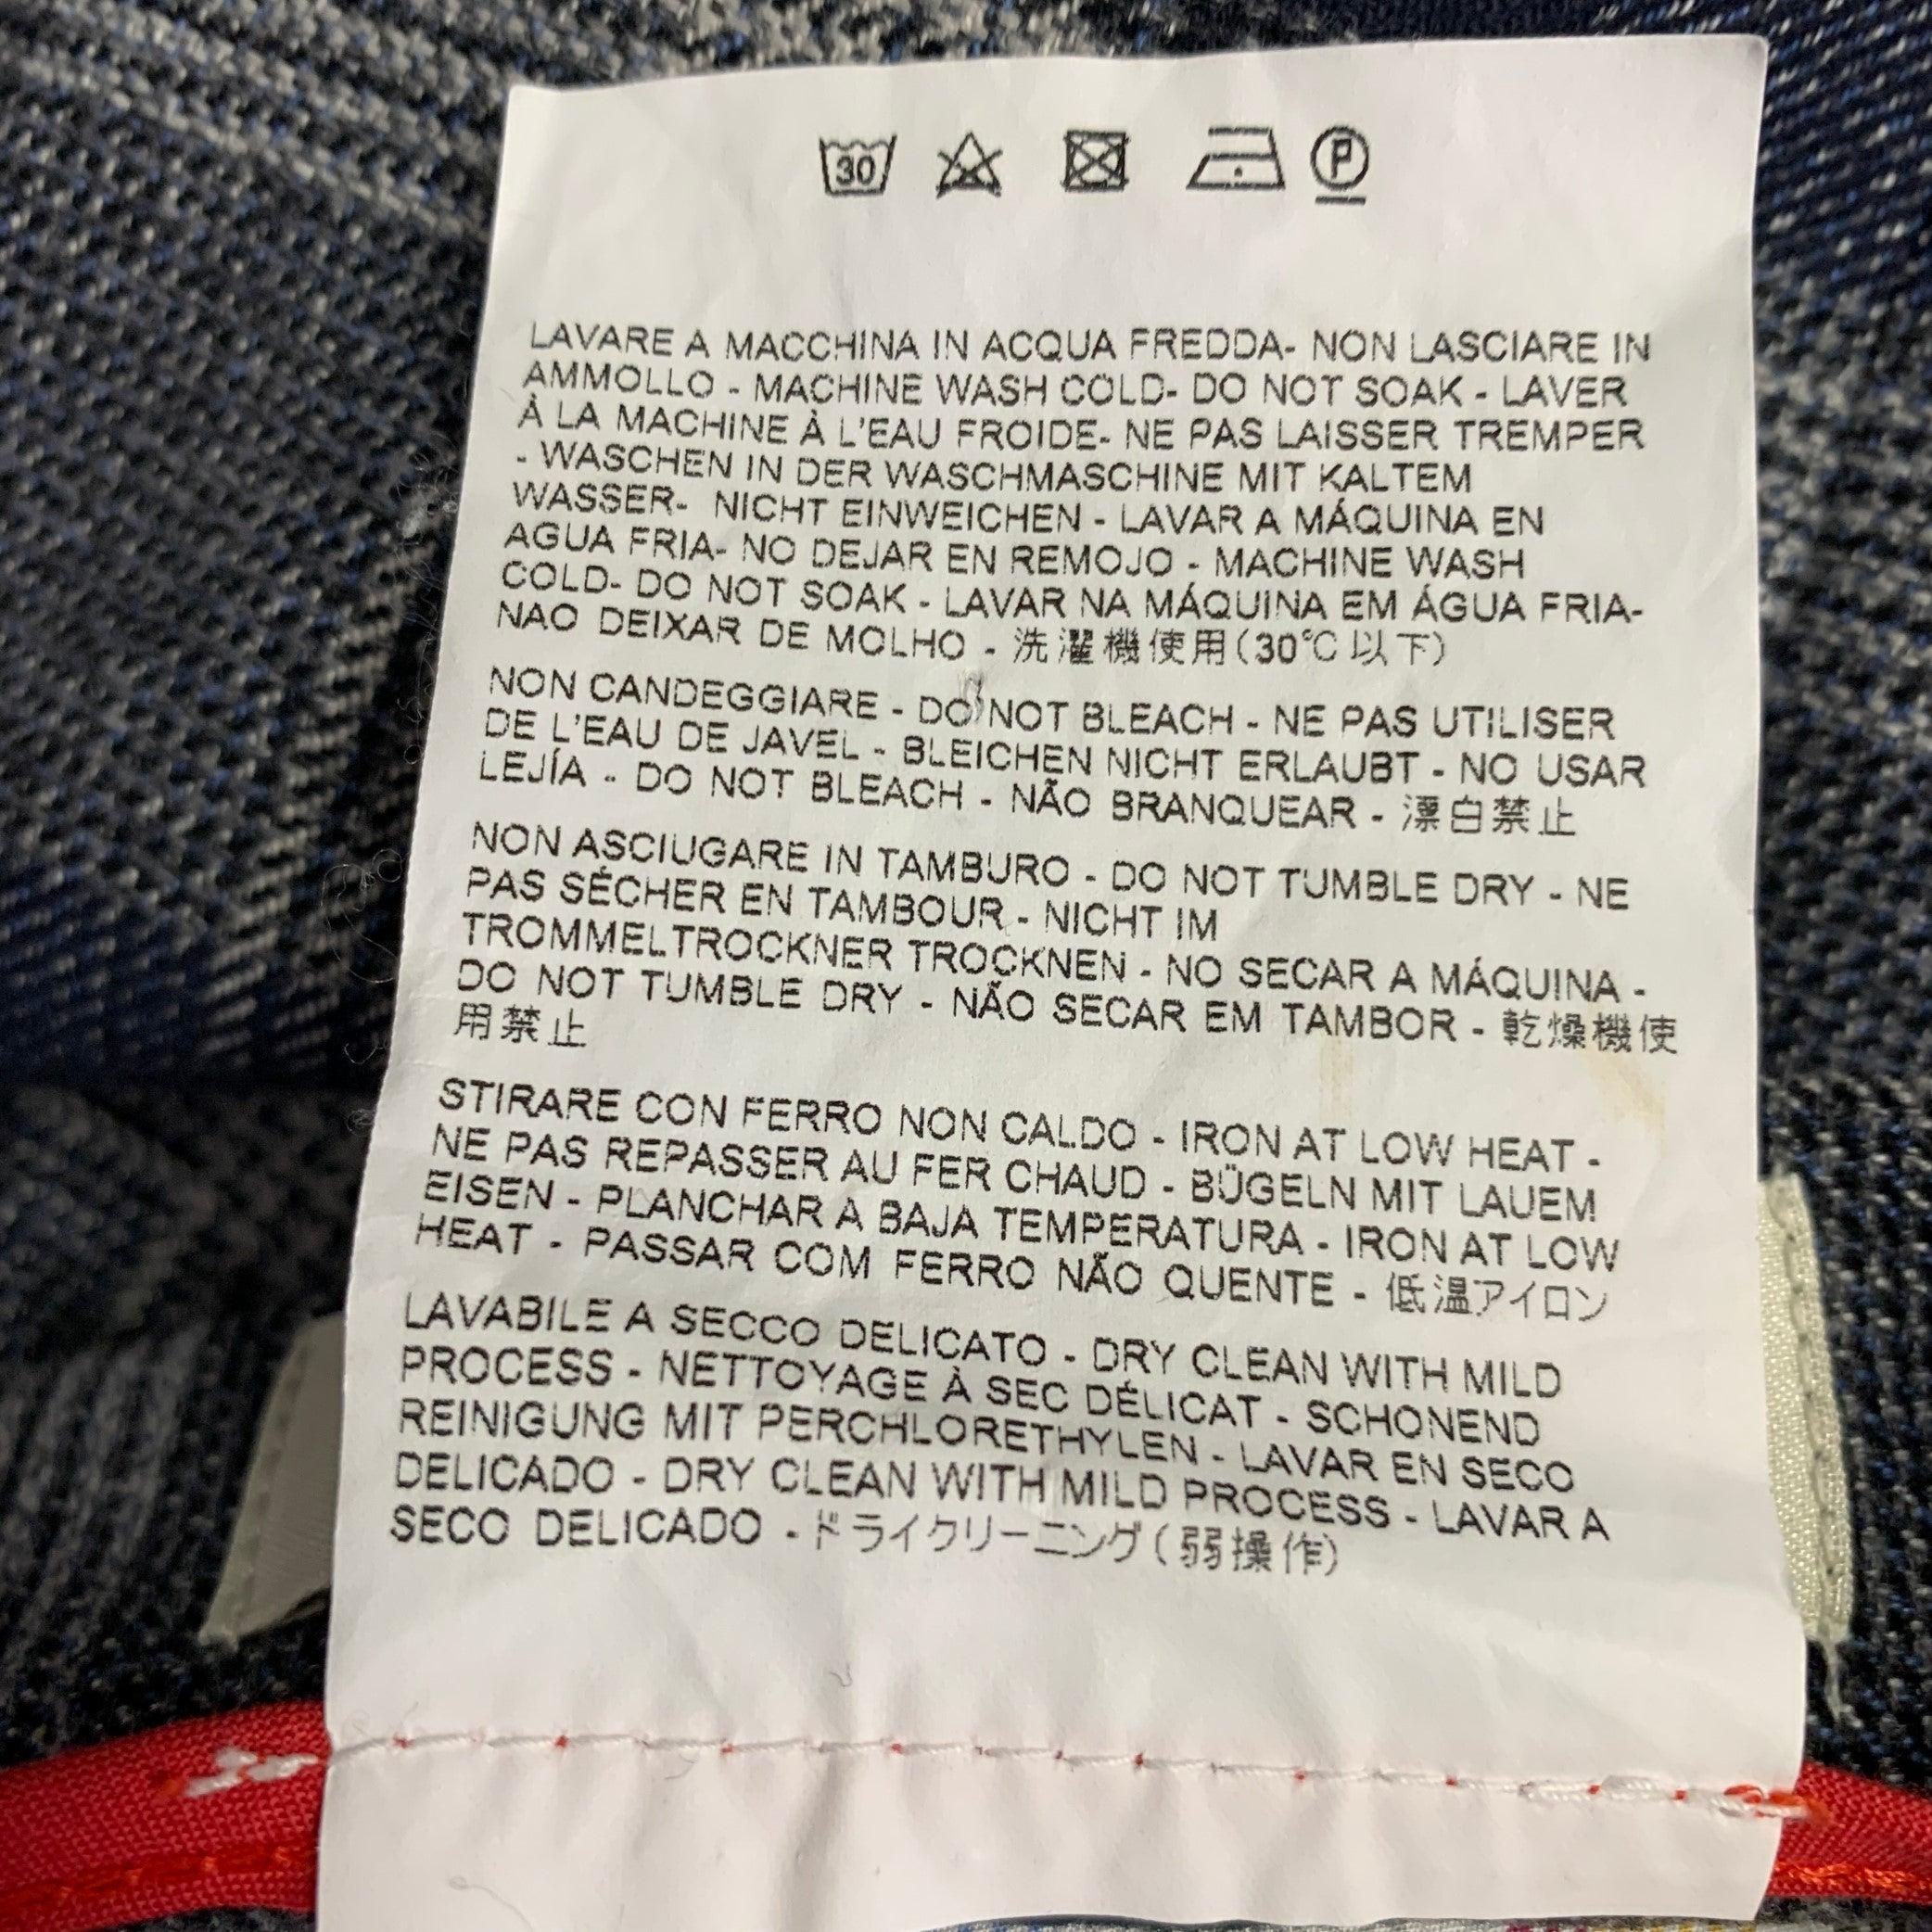 30 P
LAVARE A MACCHINA IN ACQUA FREDDA- NON LASCIARE IN
AMMOLLO - MACHINE WASH COLD- DO NOT SOAK - LAVER
À LA MACHINE À L'EAU FROIDE- NE PAS LAISSER TREMPER
- WASCHEN IN DER WASCHMASCHINE MIT KALTEM
WASSER- NICHT EINWEICHEN - LAVAR A MÁQUINA EN
AGUA FRIA- NO DEJAR EN REMOJO - MACHINE WASH
COLD- DO NOT SOAK - LAVAR NA MÁQUINA EM ÁGUA FRIA-
NAO DEIXAR DE MOLHO - 洗濯機使用(30℃以下)
NON CANDEGGIARE - DO NOT BLEACH - NE PAS UTILISER
DE L'EAU DE JAVEL - BLEICHEN NICHT ERLAUBT - NO USAR
LEJÍA - DO NOT BLEACH - NÃO BRANQUEAR - 漂白禁止
NON ASCIUGARE IN TAMBURO - DO NOT TUMBLE DRY - NE
PAS SÉCHER EN TAMBOUR - NICHT IM
TROMMELTROCKNER TROCKNEN - NO SECAR A MÁQUINA -
DO NOT TUMBLE DRY - NÃO SECAR EM TAMBOR - 乾燥機使
用禁止
STIRARE CON FERRO NON CALDO - IRON AT LOW HEAT -
NE PAS REPASSER AU FER CHAUD - BÜGELN MIT LAUEM
EISEN - PLANCHAR A BAJA TEMPERATURA - IRON AT LOW
HEAT - PASSAR COM FERRO NÃO QUENTE - 低温アイロン
LAVABILE A SECCO DELICATO - DRY CLEAN WITH MILD
PROCESS - NETTOYAGE À SEC DÉLICAT - SCHONEND
REINIGUNG MIT PERCHLORETHYLEN - LAVAR EN SECO
DELICADO - DRY CLEAN WITH MILD PROCESS - LAVAR A
SECO DELICADO - ドライクリーニング(弱操作)